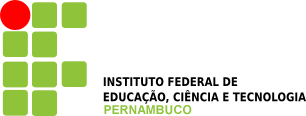 INSTITUTO FEDERAL DE
EDUCAÇÃO, CIÊNCIA E TECNOLOGIA
PERNAMBUCO